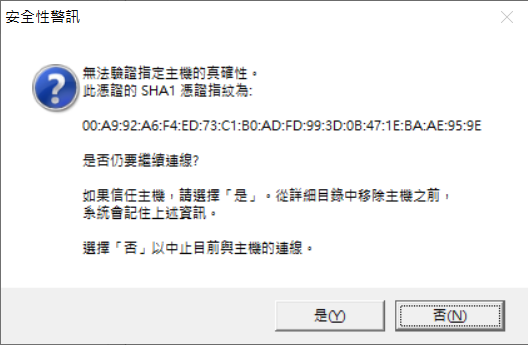 安全性警訊
無法驗證指定主機的真確性。
此憑證的 SHA1 憑證指紋為:
00:A9:92:A6:F4:ED:73:C1:B0:AD:FD:99:3D:0B:47:1E:BA:AE:95:9E
是否仍要繼續連線?
如果信任主機，請選擇「是」。從詳細目錄中移除主機之前，
系統會記住上述資訊。
選擇「否」以中止目前與主機的連線。
是(Y)
否(N)